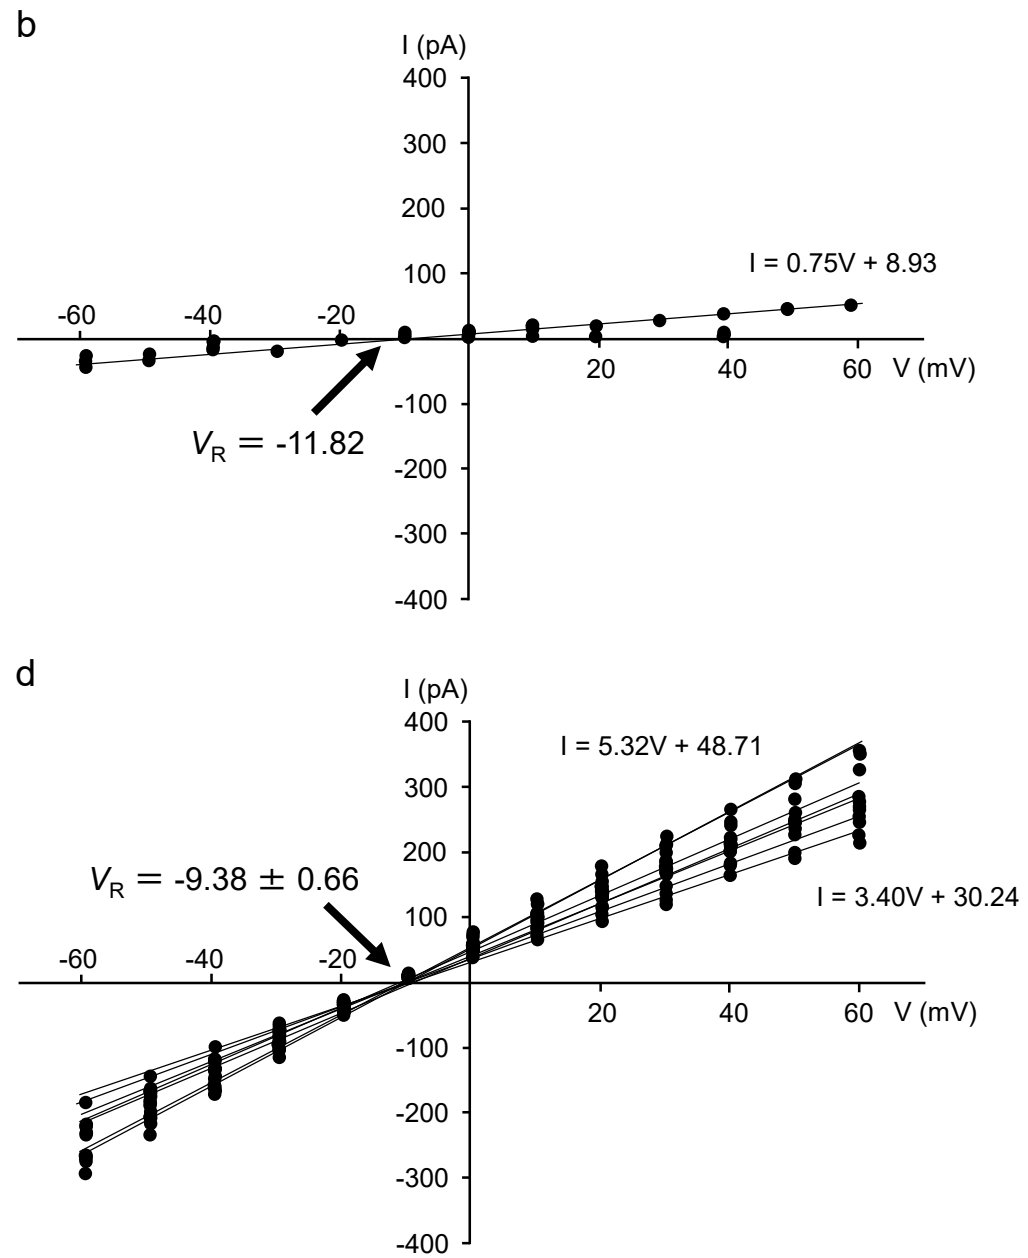 b
I (pA)
400
300
200
100
I = 0.75V + 8.93
-60 -40 -20
20 40 60 V (mV)
-100
V_R = -11.82
-200
-300
-400
d
I (pA)
400
I = 5.32V + 48.71
300
200
V_R = -9.38 ± 0.66
I = 3.40V + 30.24
100
-60 -40 -20
20 40 60 V (mV)
-100
-200
-300
-400